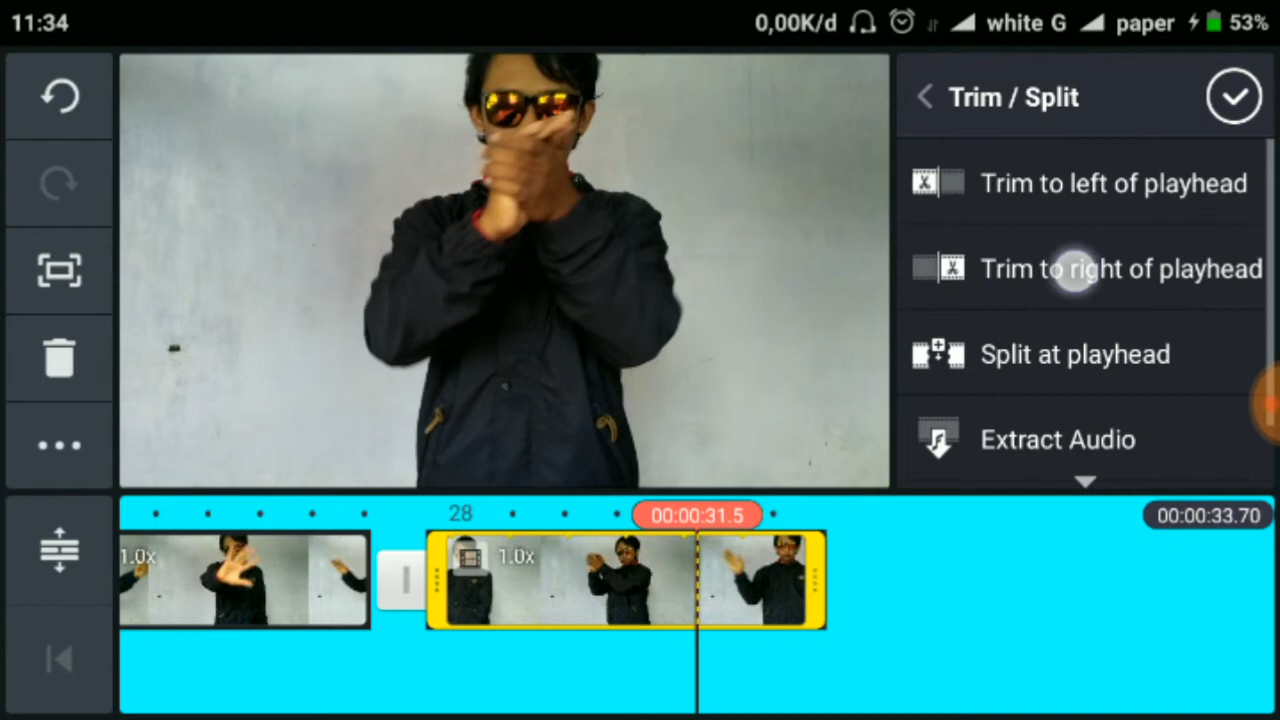 11:34
0,00K/d
white G
paper
53%
Trim / Split
Trim to left of playhead
Trim to right of playhead
Split at playhead
Extract Audio
28
00:00:31.5
00:00:33.70
1.0x
1.0x